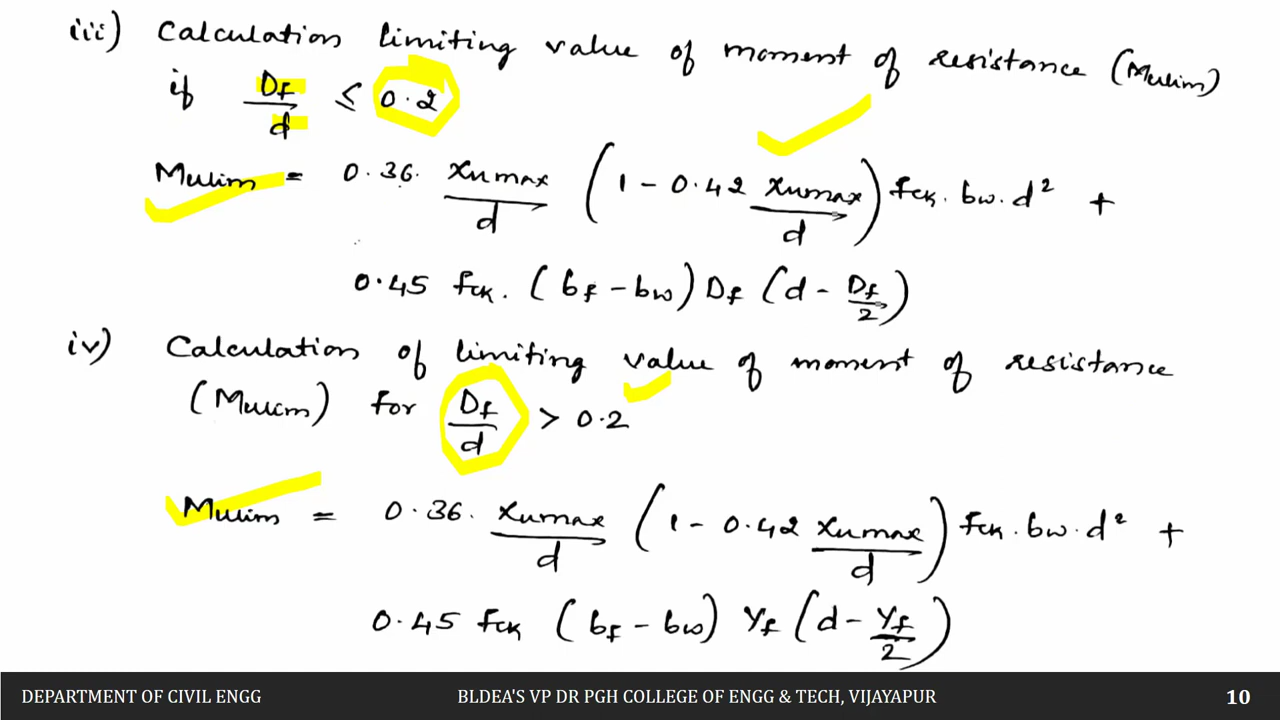 iii) Calculation limiting value of moment of resistance (Mulim)
if Df/d ≤ 0.2
Mulim = 0.36. xumax/d (1 - 0.42 xumax/d) fck. bw. d² +
0.45 fck. (bf - bw) Df (d - Df/2)
iv) Calculation of limiting value of moment of resistance
(Mulim) for Df/d > 0.2
Mulim = 0.36. xumax/d (1 - 0.42 xumax/d) fck. bw. d² +
0.45 fck (bf - bw) Yf (d - Yf/2)
DEPARTMENT OF CIVIL ENGG BLDEA'S VP DR PGH COLLEGE OF ENGG & TECH, VIJAYAPUR 10